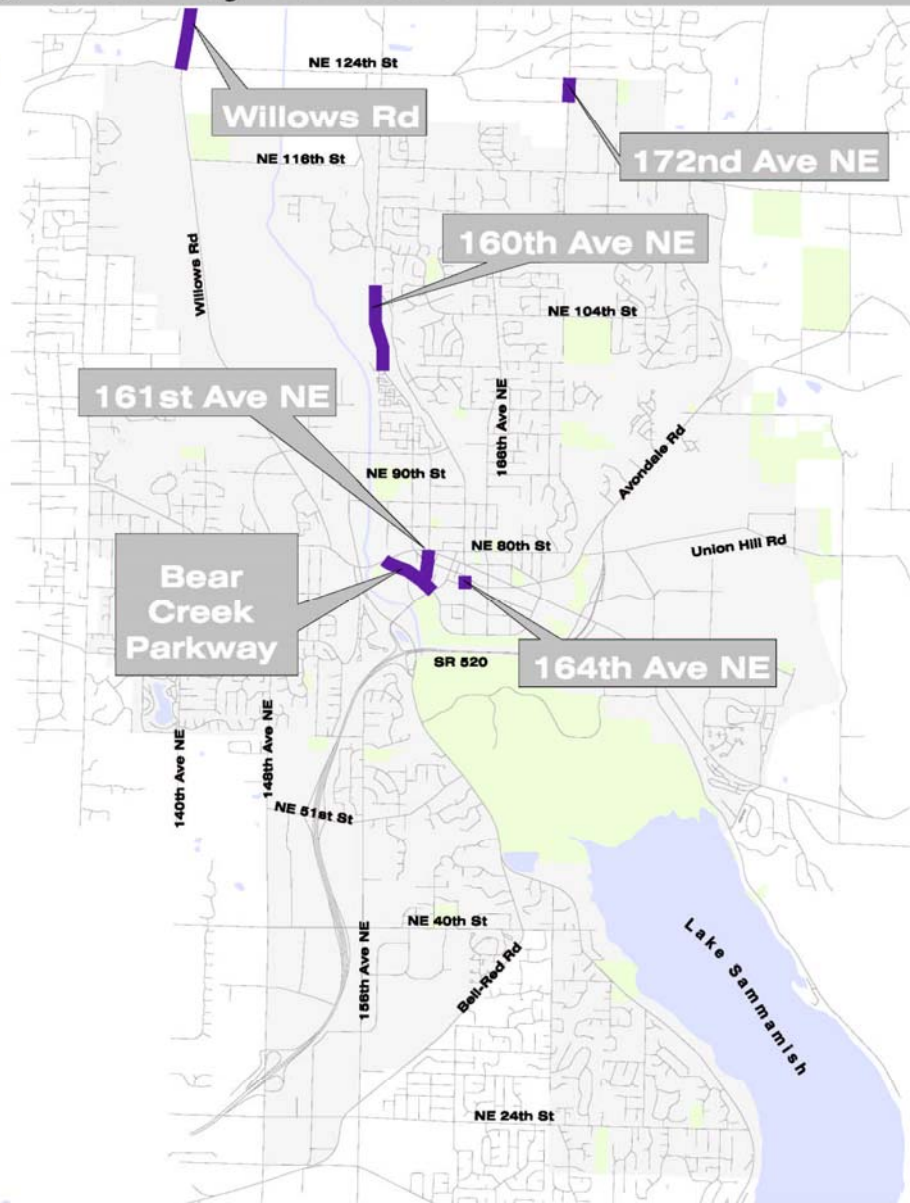 NE 124th St
Willows Rd
172nd Ave NE
NE 116th St
160th Ave NE
Willows Rd
NE 104th St
161st Ave NE
166th Ave NE
Avondale Rd
NE 90th St
NE 80th St
Union Hill Rd
Bear
Creek
Parkway
164th Ave NE
SR 520
140th Ave NE
148th Ave NE
NE 51st St
NE 40th St
156th Ave NE
Bell-Red Rd
Lake Sammamish
NE 24th St